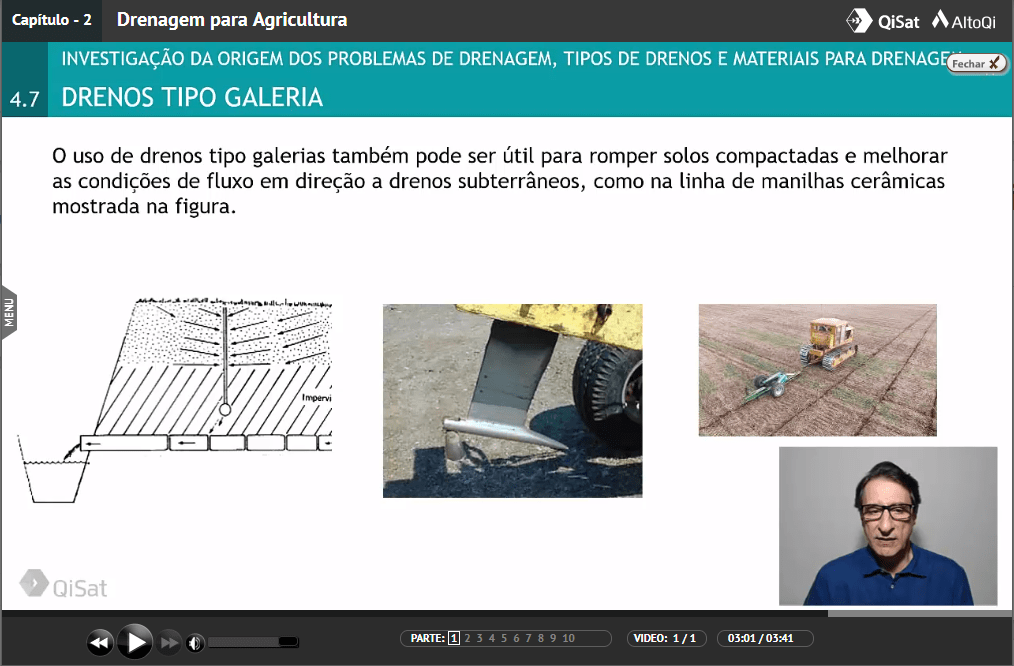 Capítulo - 2
Drenagem para Agricultura
QiSat
AltoQi
INVESTIGAÇÃO DA ORIGEM DOS PROBLEMAS DE DRENAGEM, TIPOS DE DRENOS E MATERIAIS PARA DRENAGEM
Fechar
4.7
DRENOS TIPO GALERIA
O uso de drenos tipo galerias também pode ser útil para romper solos compactadas e melhorar
as condições de fluxo em direção a drenos subterrâneos, como na linha de manilhas cerâmicas
mostrada na figura.
MENU
Impervi
QiSat
PARTE: 1 2 3 4 5 6 7 8 9 10
VIDEO: 1 / 1
03:01 / 03:41